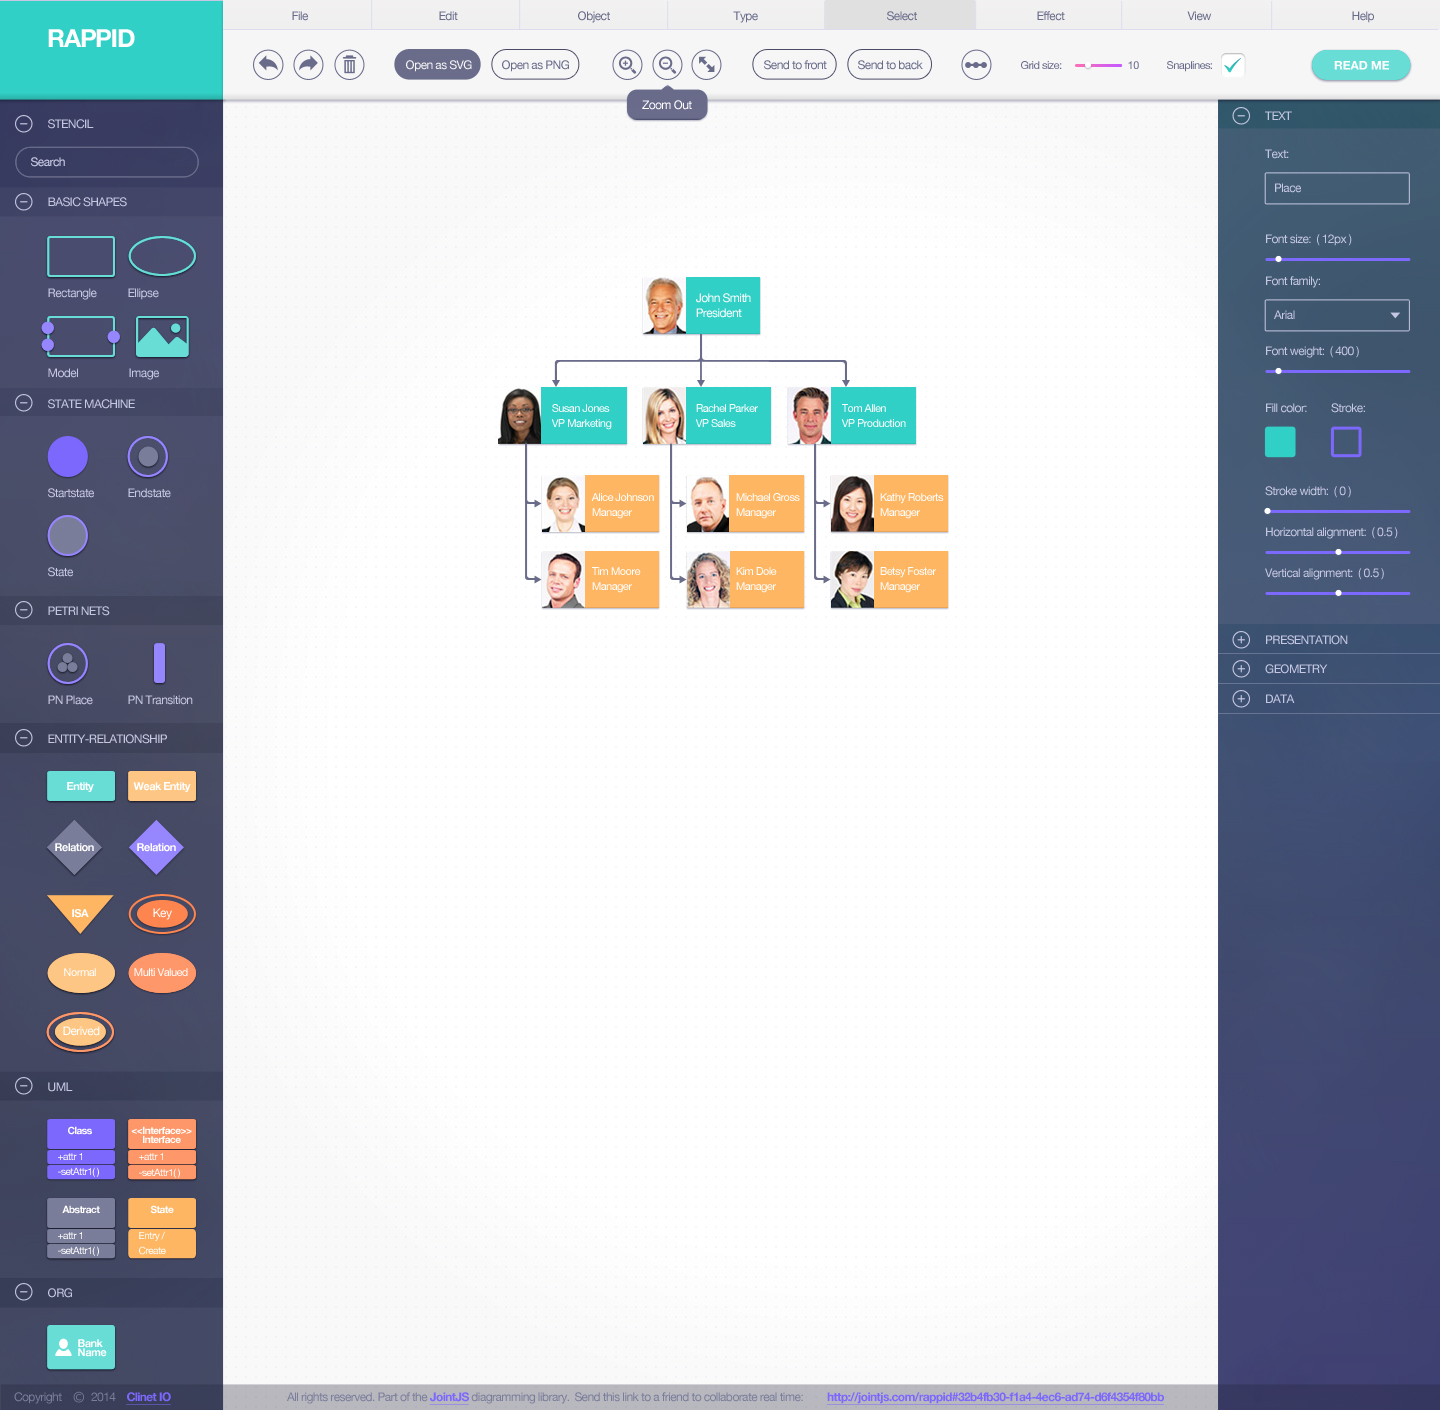 RAPPID
File
Edit
Object
Type
Select
Effect
View
Help
Open as SVG
Open as PNG
Send to front
Send to back
Grid size:
10
Snaplines:
READ ME
Zoom Out
STENCIL
Search
BASIC SHAPES
Rectangle
Ellipse
Model
Image
STATE MACHINE
Startstate
Endstate
State
PETRI NETS
PN Place
PN Transition
ENTITY-RELATIONSHIP
Entity
Weak Entity
Relation
Relation
ISA
Key
Normal
Multi Valued
Derived
UML
Class
+attr 1
-setAttr1( )
<<Interface>>
Interface
+attr 1
-setAttr1( )
Abstract
+attr 1
-setAttr1( )
State
Entry /
Create
ORG
Bank
Name
John Smith
President
Susan Jones
VP Marketing
Rachel Parker
VP Sales
Tom Allen
VP Production
Alice Johnson
Manager
Michael Gross
Manager
Kathy Roberts
Manager
Tim Moore
Manager
Kim Dole
Manager
Betsy Foster
Manager
TEXT
Text:
Place
Font size: ( 12px )
Font family:
Arial
Font weight: ( 400 )
Fill color:
Stroke:
Stroke width: ( 0 )
Horizontal alignment: ( 0.5 )
Vertical alignment: ( 0.5 )
PRESENTATION
GEOMETRY
DATA
Copyright © 2014 Clinet IO
All rights reserved. Part of the JointJS diagramming library. Send this link to a friend to collaborate real time: http://jointjs.com/rappid#32b4fb30-f1a4-4ec6-ad74-d6f4354f80bb